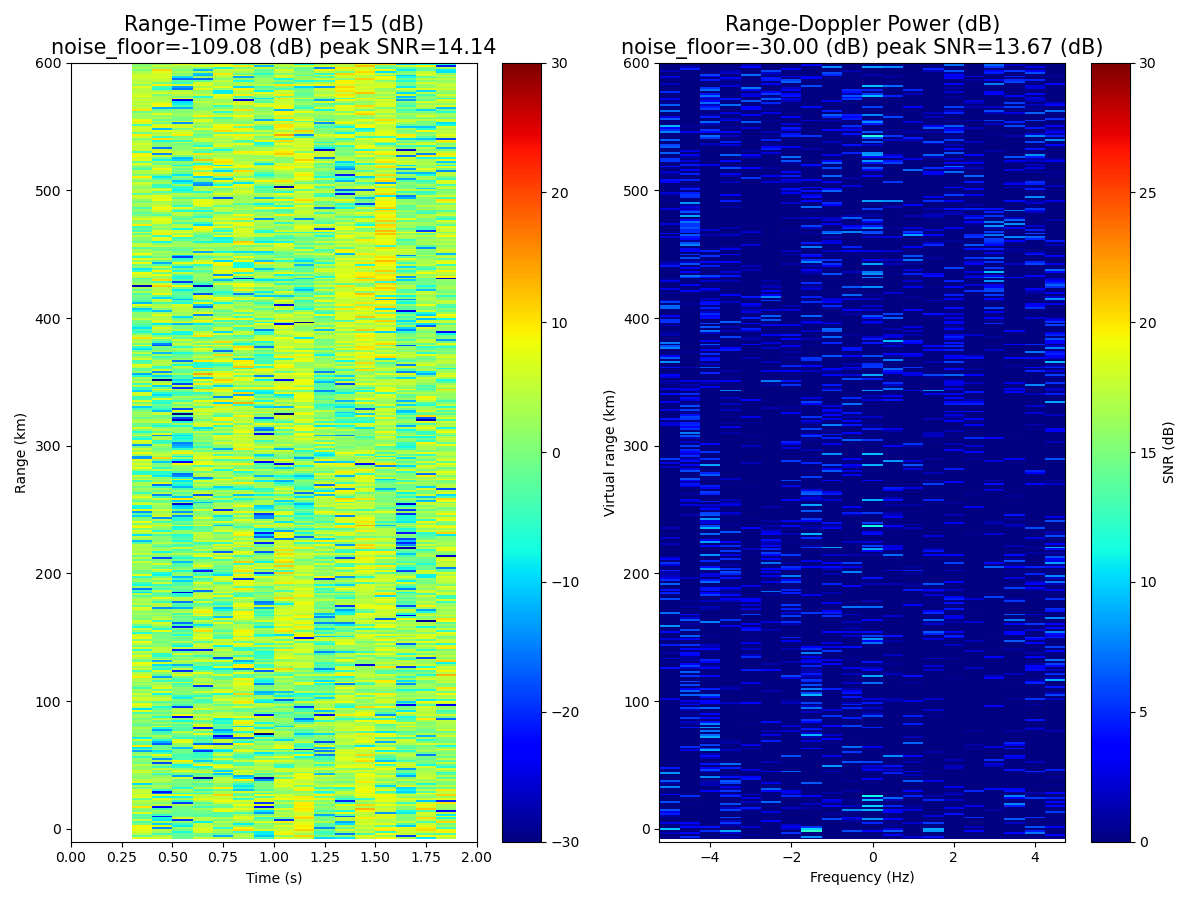 Range-Time Power f=15 (dB)
noise_floor=-109.08 (dB) peak SNR=14.14
600
500
400
300
200
100
0
Range (km)
0.00 0.25 0.50 0.75 1.00 1.25 1.50 1.75 2.00
Time (s)
30
20
10
0
−10
−20
−30
Range-Doppler Power (dB)
noise_floor=-30.00 (dB) peak SNR=13.67 (dB)
600
500
400
300
200
100
0
Virtual range (km)
−4 −2 0 2 4
Frequency (Hz)
30
25
20
15
10
5
0
SNR (dB)